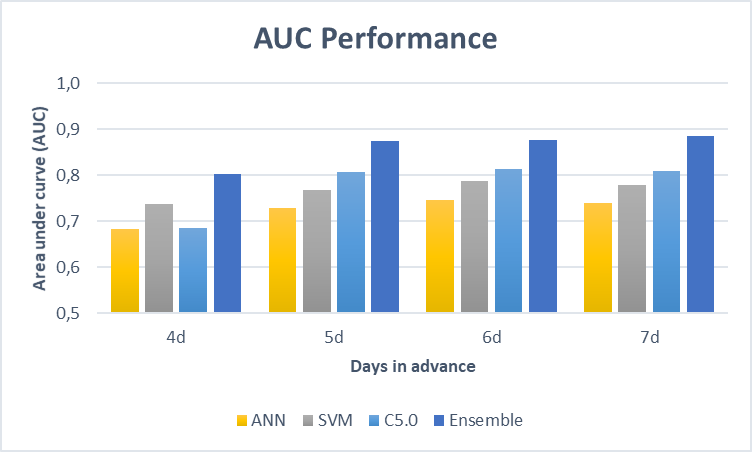 AUC Performance
Area under curve (AUC)
1,0
0,9
0,8
0,7
0,6
0,5
4d 5d 6d 7d
Days in advance
ANN SVM C5.0 Ensemble